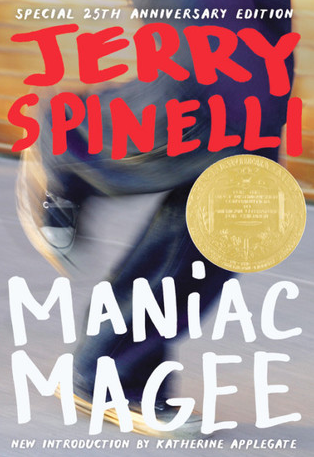 SPECIAL 25TH ANNIVERSARY EDITION
JERRY
SPINELLI
MANiAC
MAGEE
NEW INTRODUCTION BY KATHERINE APPLEGATE